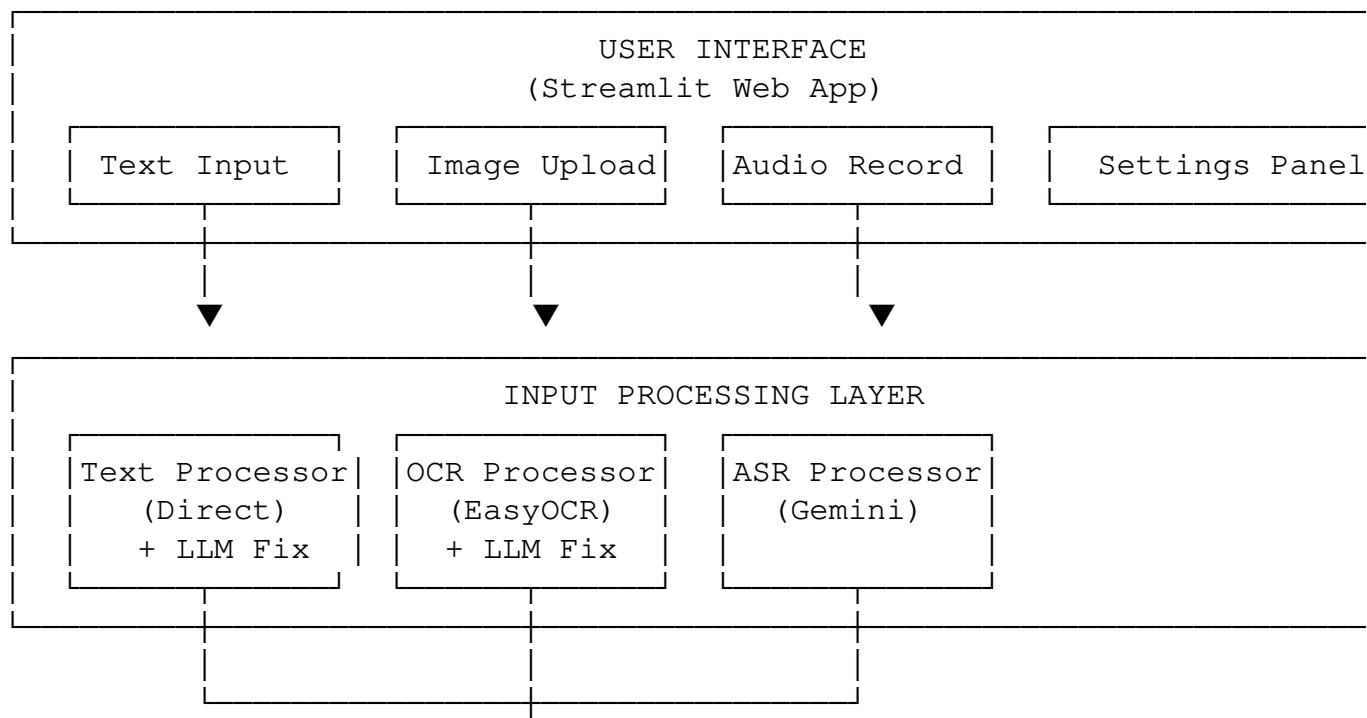 USER INTERFACE
(Streamlit Web App)
Text Input Image Upload Audio Record Settings Panel
INPUT PROCESSING LAYER
Text Processor OCR Processor ASR Processor
(Direct) (EasyOCR) (Gemini)
+ LLM Fix + LLM Fix